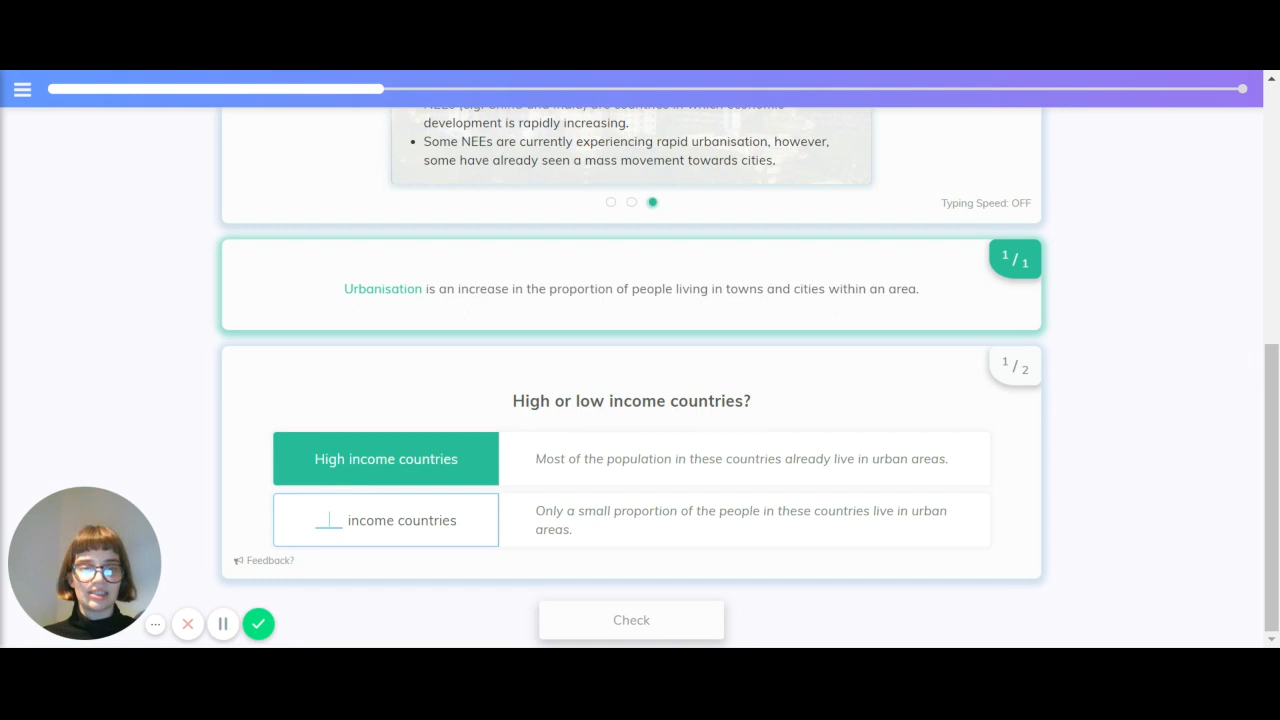 development is rapidly increasing.
• Some NEEs are currently experiencing rapid urbanisation, however,
some have already seen a mass movement towards cities.
Typing Speed: OFF
1 / 1
Urbanisation is an increase in the proportion of people living in towns and cities within an area.
1 / 2
High or low income countries?
High income countries
Most of the population in these countries already live in urban areas.
__ income countries
Only a small proportion of the people in these countries live in urban
areas.
Feedback?
Check